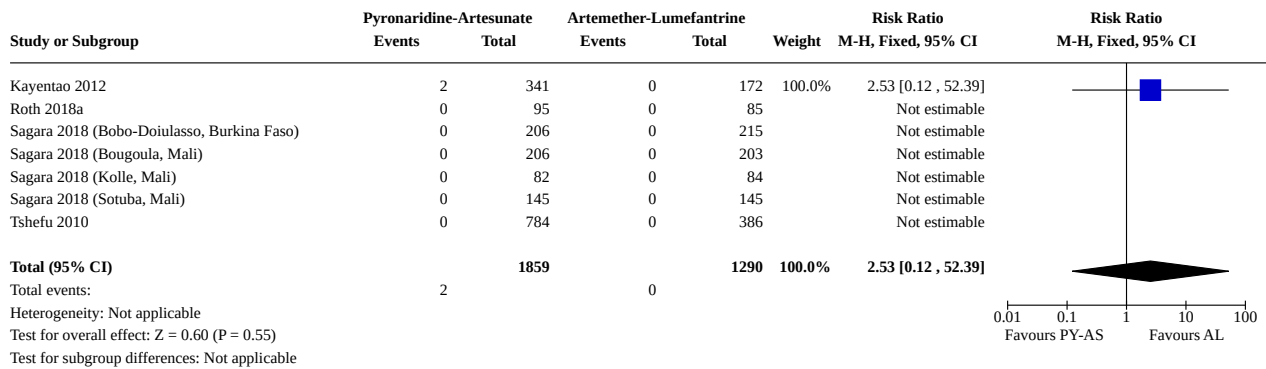 Pyronaridine-Artesunate Artemether-Lumefantrine Risk Ratio Risk Ratio
Study or Subgroup Events Total Events Total Weight M-H, Fixed, 95% CI M-H, Fixed, 95% CI
Kayentao 2012 2 341 0 172 100.0% 2.53 [0.12 , 52.39]
Roth 2018a 0 95 0 85 Not estimable
Sagara 2018 (Bobo-Doiulasso, Burkina Faso) 0 206 0 215 Not estimable
Sagara 2018 (Bougoula, Mali) 0 206 0 203 Not estimable
Sagara 2018 (Kolle, Mali) 0 82 0 84 Not estimable
Sagara 2018 (Sotuba, Mali) 0 145 0 145 Not estimable
Tshefu 2010 0 784 0 386 Not estimable
Total (95% CI) 1859 1290 100.0% 2.53 [0.12 , 52.39]
Total events: 2 0
Heterogeneity: Not applicable
Test for overall effect: Z = 0.60 (P = 0.55)
Test for subgroup differences: Not applicable
0.01 0.1 1 10 100
Favours PY-AS Favours AL